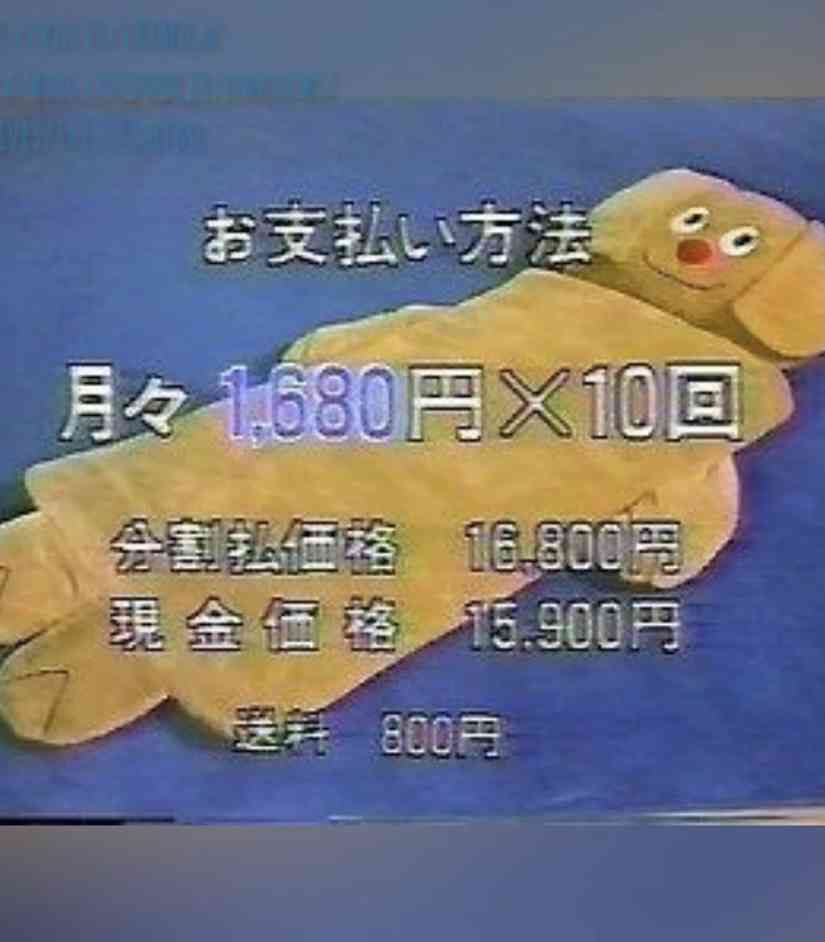 お支払い方法
月々 1,680円×10回
分割払価格 16.800円
現金価格 15.900円
送料 800円